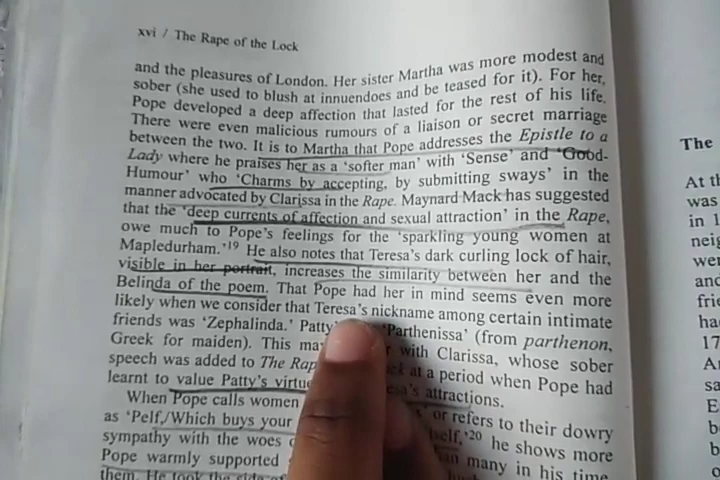 xvi / The Rape of the Lock
and the pleasures of London. Her sister Martha was more modest and
sober (she used to blush at innuendoes and be teased for it). For her,
Pope developed a deep affection that lasted for the rest of his life.
There were even malicious rumours of a liaison or secret marriage
between the two. It is to Martha that Pope addresses the Epistle to a
Lady where he praises her as a ‘softer man’ with ‘Sense’ and ‘Good-
Humour’ who ‘Charms by accepting, by submitting sways’ in the
manner advocated by Clarissa in the Rape. Maynard Mack has suggested
that the ‘deep currents of affection and sexual attraction’ in the Rape,
owe much to Pope’s feelings for the ‘sparkling young women at
Mapledurham.’19 He also notes that Teresa’s dark curling lock of hair,
visible in her portrait, increases the similarity between her and the
Belinda of the poem. That Pope had her in mind seems even more
likely when we consider that Teresa’s nickname among certain intimate
friends was ‘Zephalinda.’ ‘Parthenissa’ (from parthenon,
Greek for maiden). This with Clarissa, whose sober
speech was added to The at a period when Pope had
learnt to value Patty’s attractions.
When Pope calls women or refers to their dowry
as ‘Pelf,/Which buys your 20 he shows more
sympathy with the woes many in his time.
Pope warmly supported
them. He took the side of
The
At th
was
in 1
neig
wer
and
frie
ha
17
A
sa
E
b
b